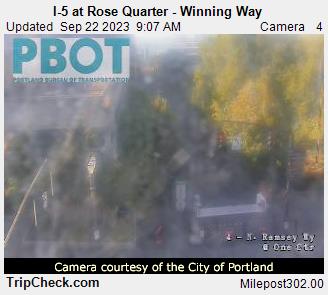 I-5 at Rose Quarter - Winning Way
Updated Sep 22 2023 9:07 AM Camera 4
PBOT
PORTLAND BUREAU OF TRANSPORTATION
4 - N. Ramsey Wy
@ One Ctr
Camera courtesy of the City of Portland
TripCheck.com Milepost302.00